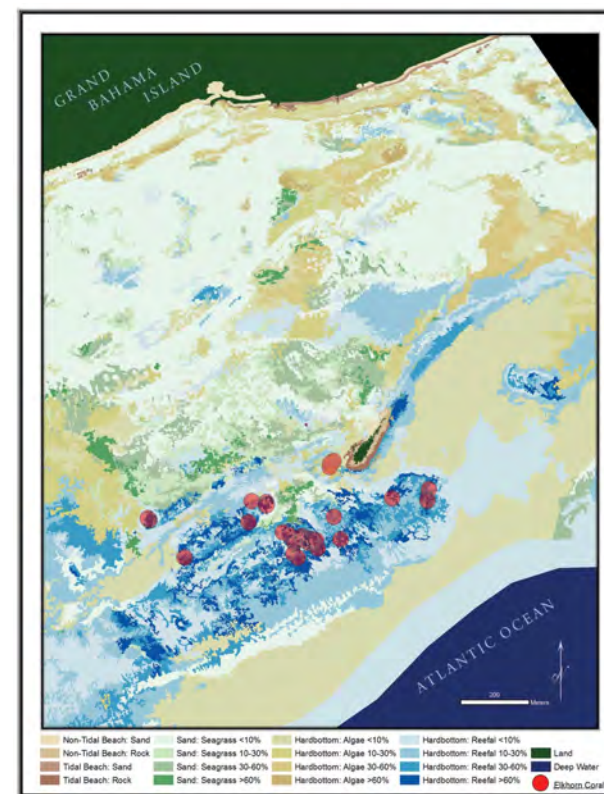 GRAND
BAHAMA
ISLAND
ATLANTIC OCEAN
200
Meters
Non-Tidal Beach: Sand
Non-Tidal Beach: Rock
Tidal Beach: Sand
Tidal Beach: Rock
Sand: Seagrass <10%
Sand: Seagrass 10-30%
Sand: Seagrass 30-60%
Sand: Seagrass >60%
Hardbottom: Algae <10%
Hardbottom: Algae 10-30%
Hardbottom: Algae 30-60%
Hardbottom: Algae >60%
Hardbottom: Reefal <10%
Hardbottom: Reefal 10-30%
Hardbottom: Reefal 30-60%
Hardbottom: Reefal >60%
Land
Deep Water
Elkhorn Coral